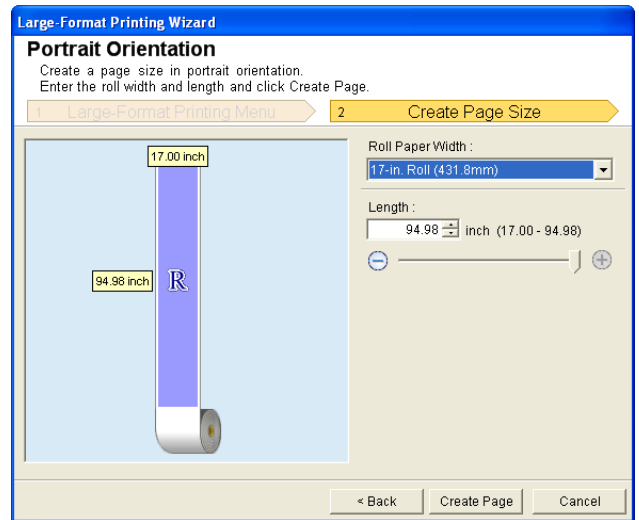 Large-Format Printing Wizard
Portrait Orientation
Create a page size in portrait orientation.
Enter the roll width and length and click Create Page.
1 Large-Format Printing Menu 2 Create Page Size
17.00 inch
94.98 inch
R
Roll Paper Width :
17-in. Roll (431.8mm)
Length :
94.98 inch (17.00 - 94.98)
< Back Create Page Cancel